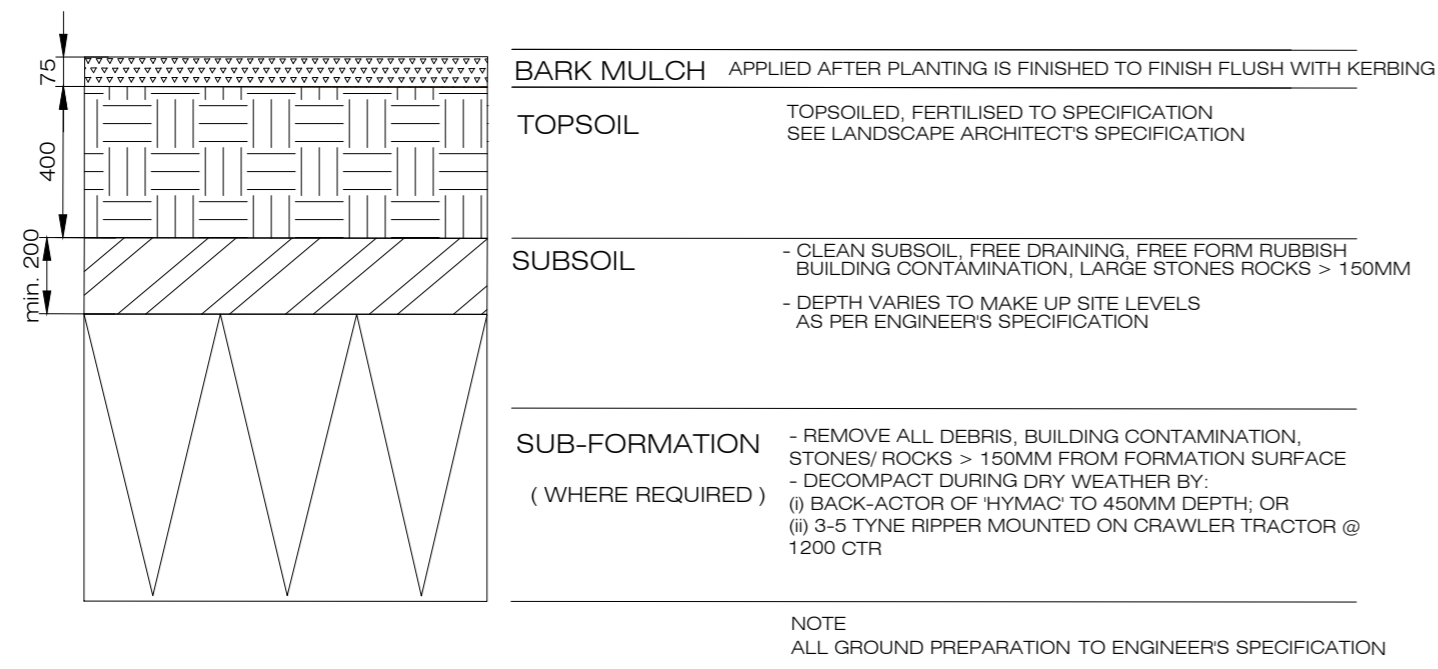 75
BARK MULCH APPLIED AFTER PLANTING IS FINISHED TO FINISH FLUSH WITH KERBING
400
TOPSOIL
TOPSOILED, FERTILISED TO SPECIFICATION
SEE LANDSCAPE ARCHITECT'S SPECIFICATION
min. 200
SUBSOIL
- CLEAN SUBSOIL, FREE DRAINING, FREE FORM RUBBISH
BUILDING CONTAMINATION, LARGE STONES ROCKS > 150MM
- DEPTH VARIES TO MAKE UP SITE LEVELS
AS PER ENGINEER'S SPECIFICATION
SUB-FORMATION
( WHERE REQUIRED )
- REMOVE ALL DEBRIS, BUILDING CONTAMINATION,
STONES/ ROCKS > 150MM FROM FORMATION SURFACE
- DECOMPACT DURING DRY WEATHER BY:
(i) BACK-ACTOR OF 'HYMAC' TO 450MM DEPTH; OR
(ii) 3-5 TYNE RIPPER MOUNTED ON CRAWLER TRACTOR @
1200 CTR
NOTE
ALL GROUND PREPARATION TO ENGINEER'S SPECIFICATION